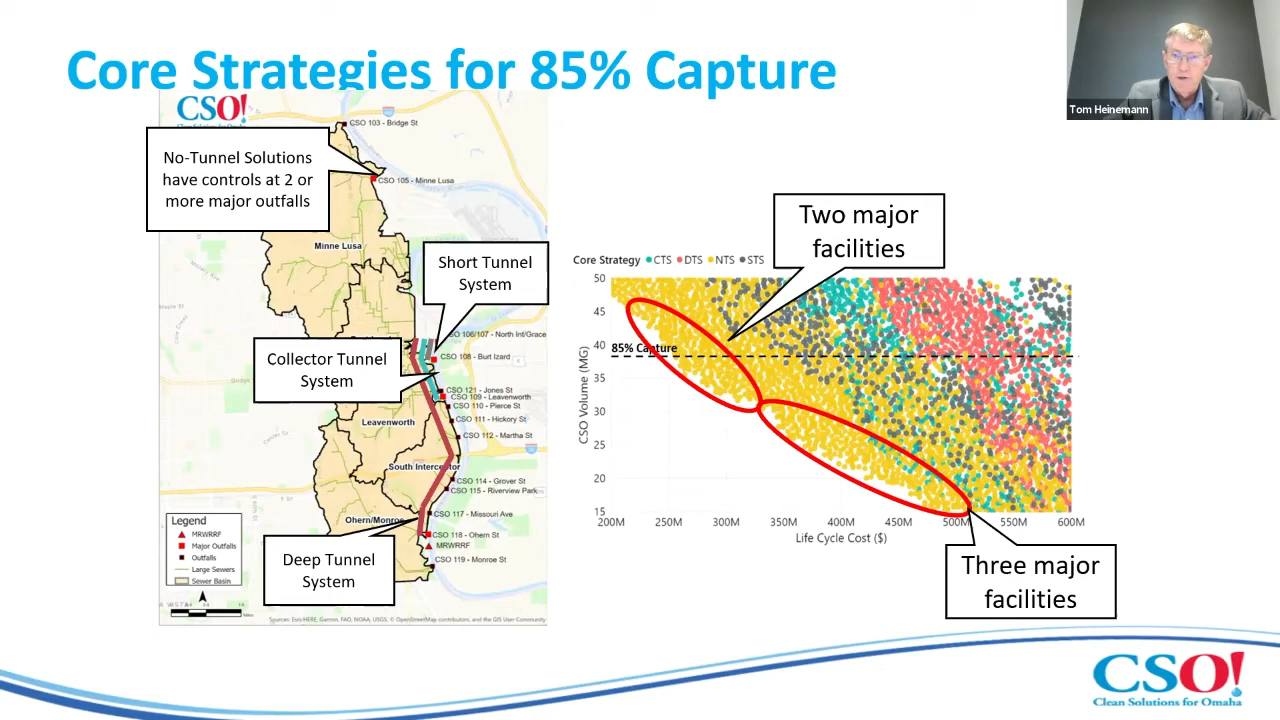 Core Strategies for 85% Capture
Tom Heinemann
CSO!
CSO 103 - Bridge St
No-Tunnel Solutions
have controls at 2 or
more major outfalls
CSO 105 - Minne Lusa
Minne Lusa
Short Tunnel
System
CSO 106/107 - North Int/Grace
CSO 108 - Burt Izard
Collector Tunnel
System
CSO 121 - Jones St
CSO 109 - Leavenworth
CSO 110 - Pierce St
CSO 111 - Hickory St
Leavenworth
CSO 112 - Martha St
South Interceptor
CSO 114 - Grover St
CSO 115 - Riverview Park
CSO 117 - Missouri Ave
Ohern/Monroe
CSO 118 - Ohern St
MRWRRF
CSO 119 - Monroe St
Deep Tunnel
System
Legend
MRWRRF
Major Outfalls
Outfalls
Large Sewers
Sewer Basin
Sources: Esri, HERE, Garmin, FAO, NOAA, USGS, © OpenStreetMap contributors, and the GIS User Community
Two major
facilities
Core Strategy CTS DTS NTS STS
CSO Volume (MG)
50
45
40
35
30
25
20
15
85% Capture
200M 250M 300M 350M 400M 450M 500M 550M 600M
Life Cycle Cost ($)
Three major
facilities
CSO!
Clean Solutions for Omaha